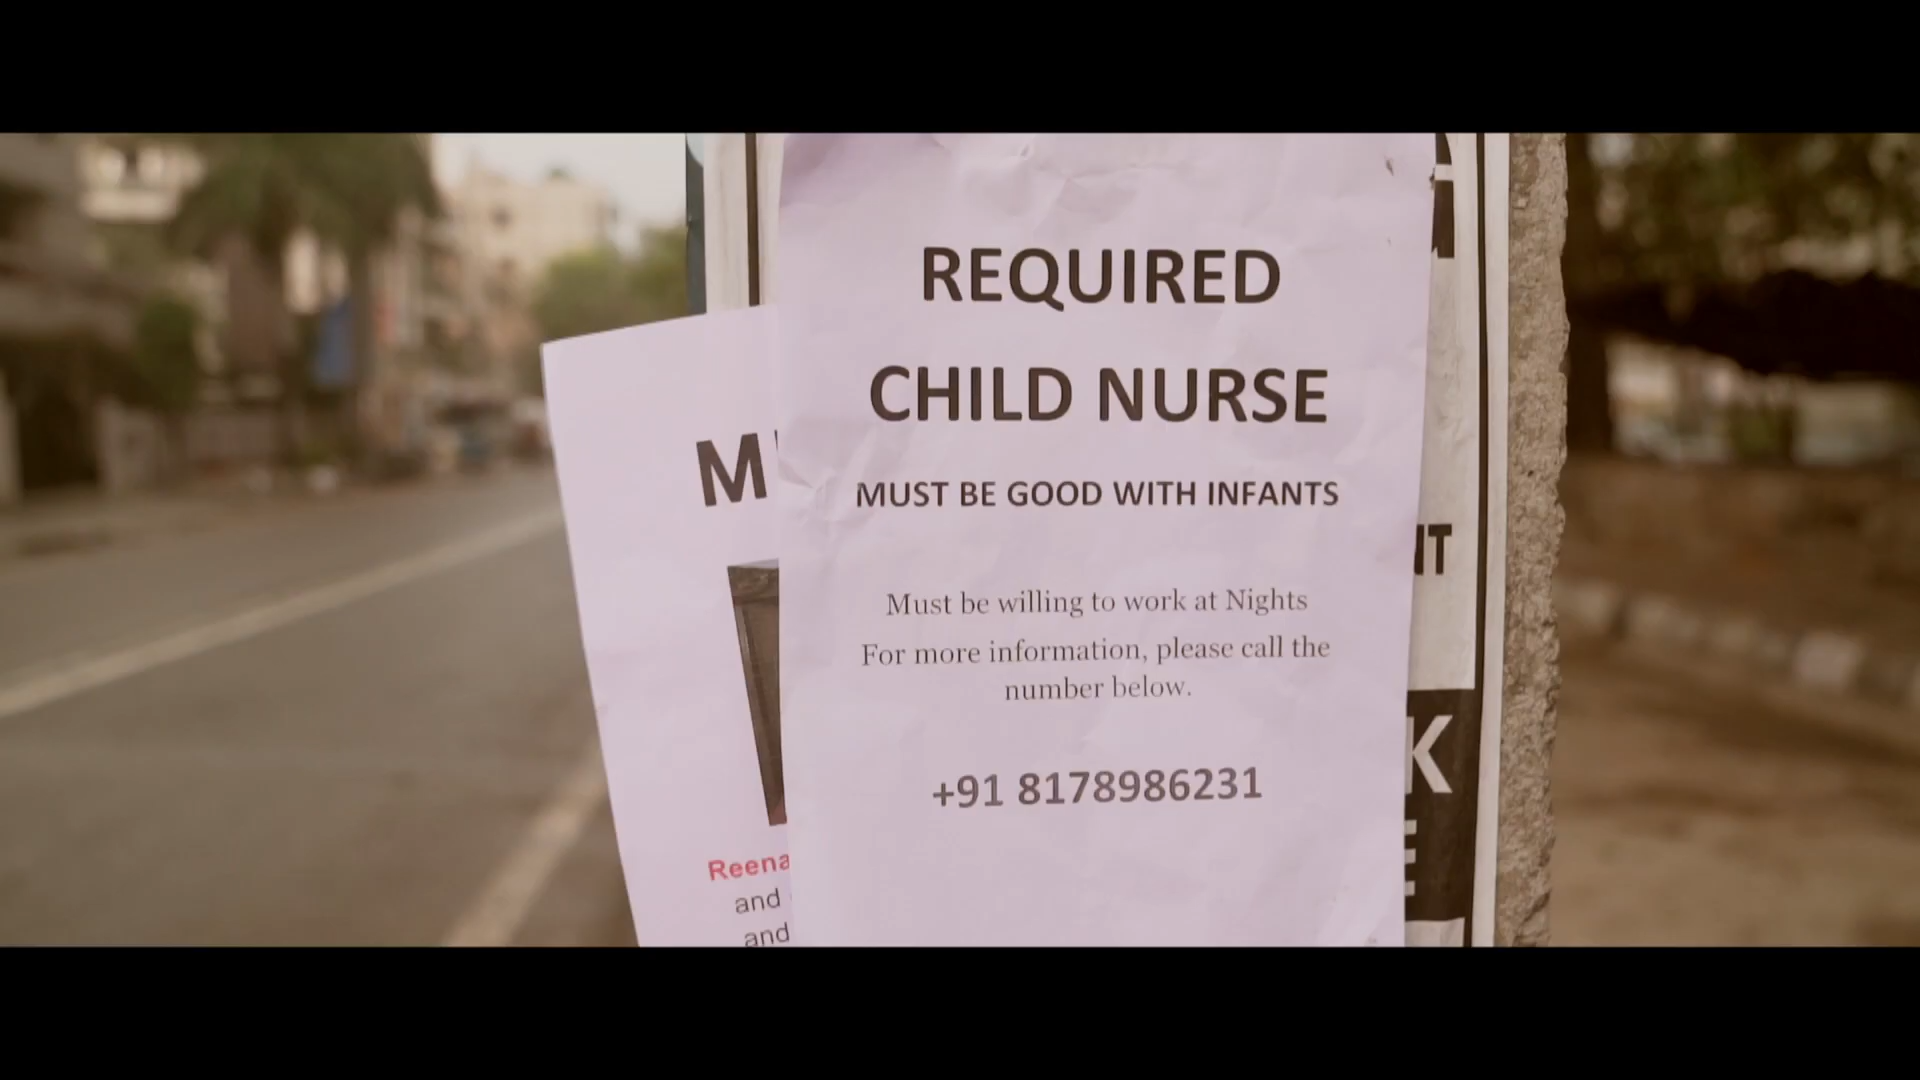 REQUIRED
CHILD NURSE
MUST BE GOOD WITH INFANTS
Must be willing to work at Nights
For more information, please call the
number below.
+91 8178986231
M
Reena
and
and
NT
K
E